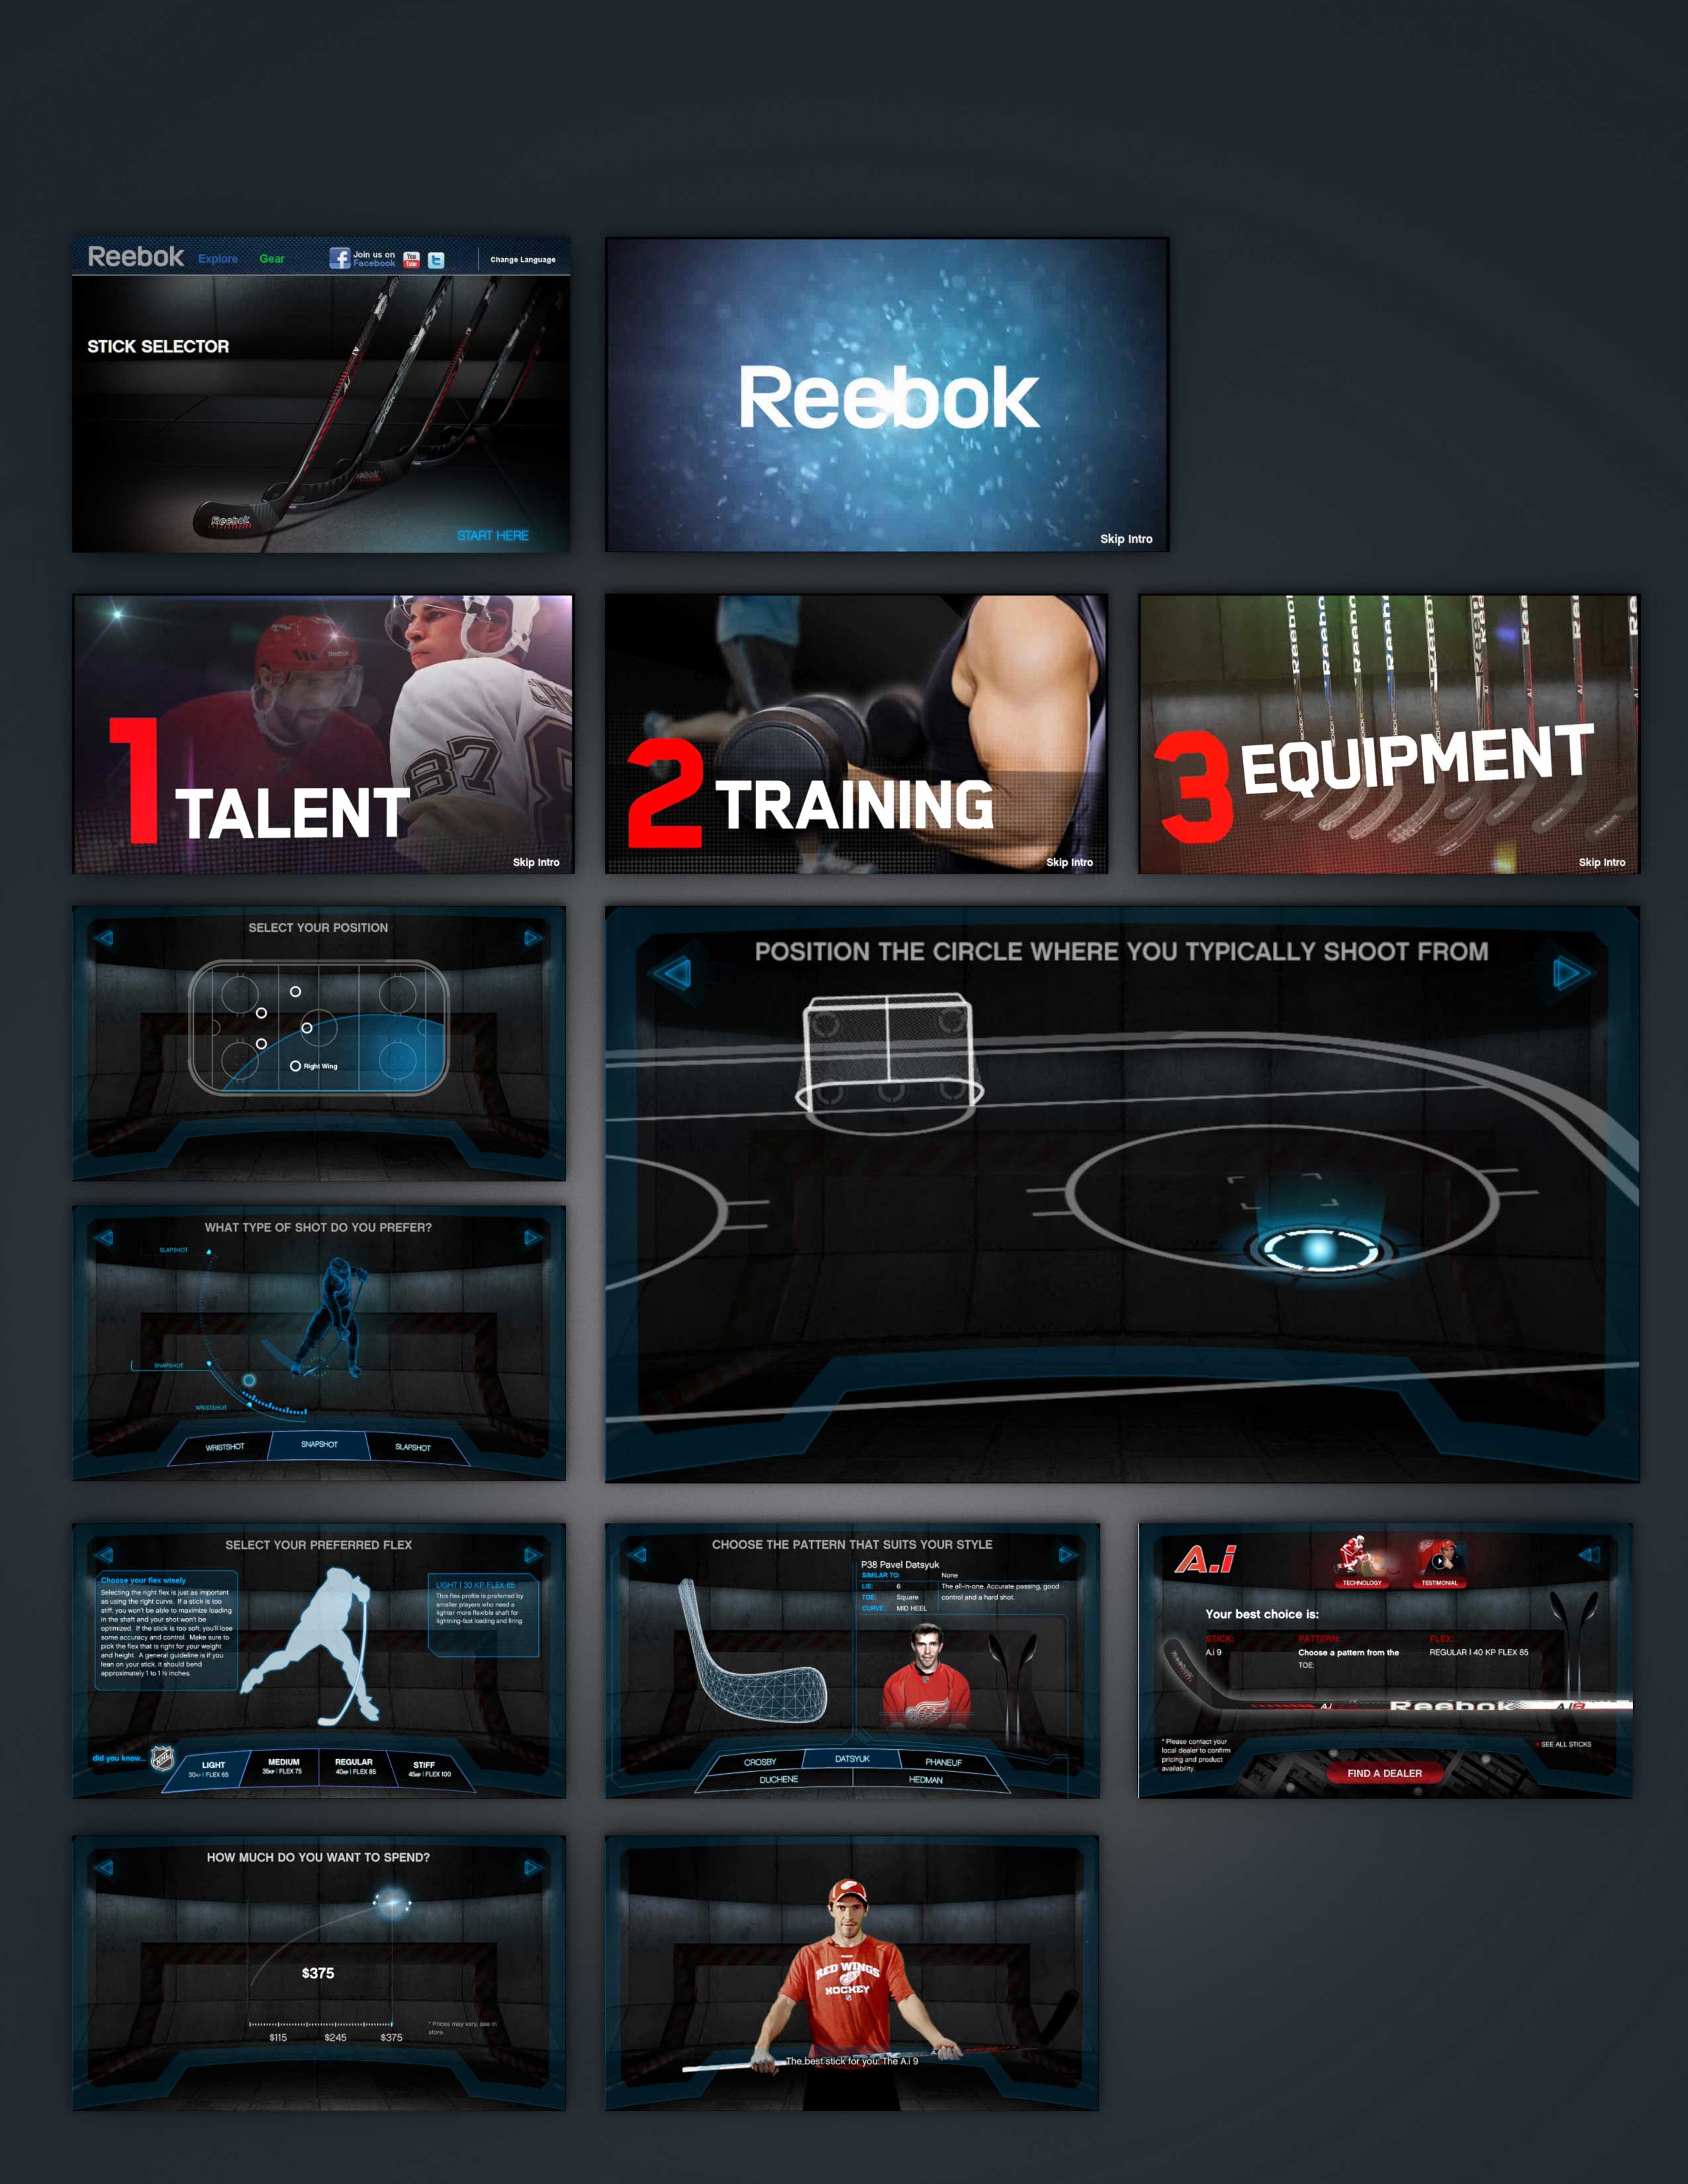 Reebok
Explore
Gear
Join us on
Facebook
You
Tube
Change Language
STICK SELECTOR
Reebok
START HERE
Reebok
Skip Intro
1 TALENT
87
Skip Intro
2 TRAINING
Skip Intro
3 EQUIPMENT
Skip Intro
SELECT YOUR POSITION
Right Wing
POSITION THE CIRCLE WHERE YOU TYPICALLY SHOOT FROM
WHAT TYPE OF SHOT DO YOU PREFER?
SLAPSHOT
SNAPSHOT
WRISTSHOT
WRISTSHOT
SNAPSHOT
SLAPSHOT
SELECT YOUR PREFERRED FLEX
Choose your flex wisely
Selecting the right flex is just as important
as using the right curve. If a stick is too
stiff, you won't be able to maximize loading
in the shaft and your shot won't be
optimized. If the stick is too soft, you'll lose
some accuracy and control. Make sure to
pick the flex that is right for your weight
and height. A general guideline is if you
lean on your stick, it should bend
approximately 1 to 1 ½ inches.
LIGHT | 30 KP FLEX 65
This flex profile is preferred by
smaller players who need a
lighter more flexible shaft for
lightning-fast loading and firing
did you know...
LIGHT
30KP | FLEX 65
MEDIUM
35KP | FLEX 75
REGULAR
40KP | FLEX 85
STIFF
45KP | FLEX 100
CHOOSE THE PATTERN THAT SUITS YOUR STYLE
P38 Pavel Datsyuk
SIMILAR TO: None
LIE: 6 The all-in-one. Accurate passing, good
TOE: Square control and a hard shot.
CURVE: MID HEEL
CROSBY
DATSYUK
PHANEUF
DUCHENE
HEDMAN
A.i
TECHNOLOGY
TESTIMONIAL
Your best choice is:
STICK: PATTERN: FLEX:
A.i 9 Choose a pattern from the REGULAR | 40 KP FLEX 85
TOE:
Reebok
A.i
Reebok
A.i9
* Please contact your
local dealer to confirm
pricing and product
availability.
SEE ALL STICKS
FIND A DEALER
HOW MUCH DO YOU WANT TO SPEND?
$375
$115
$245
$375
* Prices may vary, see in
store.
RED WINGS
HOCKEY
The best stick for you: The A.i 9